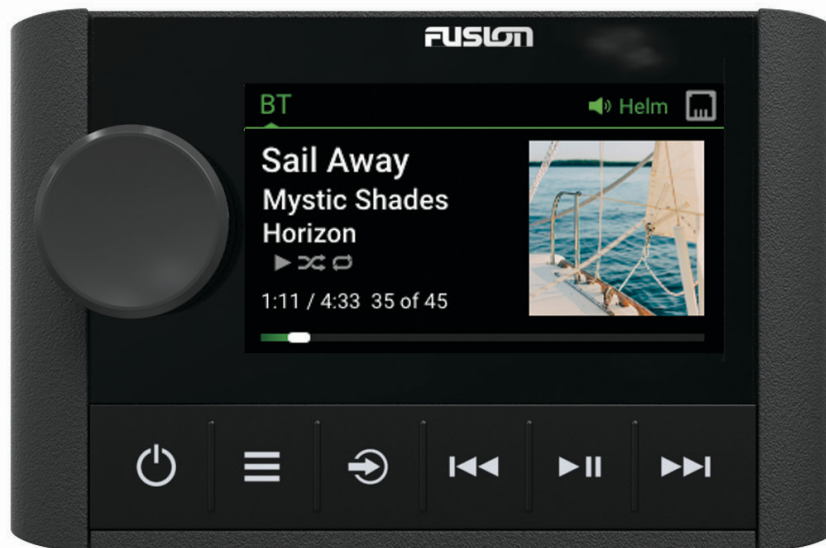 FUSION
BT
Helm
Sail Away
Mystic Shades
Horizon
1:11 / 4:33 35 of 45